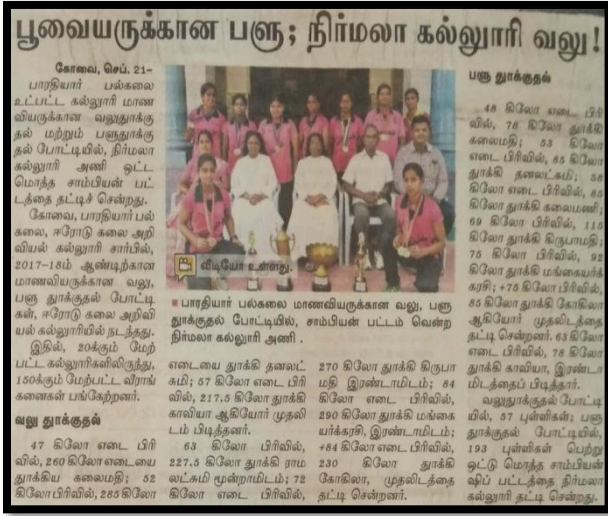 பூவையருக்கான பளு; நிர்மலா கல்லுாரி வலு!
கோவை, செப். 21–
பாரதியார் பல்கலை
உட்பட்ட கல்லுாரி மாண
வியருக்கான வலுதுாக்கு
தல் மற்றும் பளுதுாக்கு
தல் போட்டியில், நிர்மலா
கல்லுாரி அணி ஒட்டு
மொத்த சாம்பியன் பட்
டத்தை தட்டிச் சென்றது.
கோவை, பாரதியார் பல்
கலை, ஈரோடு கலை அறி
வியல் கல்லுாரி சார்பில்,
2017-18ம் ஆண்டிற்கான
மாணவியருக்கான வலு,
பளு துாக்குதல் போட்டி
கள், ஈரோடு கலை அறிவி
யல் கல்லுாரியில் நடந்தது.
இதில், 20க்கும் மேற்
பட்ட கல்லுாரிகளிலிருந்து,
150க்கும் மேற்பட்ட வீராங்
கனைகள் பங்கேற்றனர்.
வலு துாக்குதல்
47 கிலோ எடை பிரி
வில், 260 கிலோ எடையை
துாக்கிய கலைமதி; 52
கிலோ பிரிவில், 285 கிலோ
வீடியோ உள்ளது.
■ பாரதியார் பல்கலை மாணவியருக்கான வலு, பளு
துாக்குதல் போட்டியில், சாம்பியன் பட்டம் வென்ற
நிர்மலா கல்லுாரி அணி .
எடையை துாக்கி தனலட்
சுமி; 57 கிலோ எடை பிரி
வில், 217.5 கிலோ துாக்கி
காவியா ஆகியோர் முதலி
டம் பிடித்தனர்.
63 கிலோ பிரிவில்,
227.5 கிலோ துாக்கி ராம
லட்சுமி மூன்றாமிடம்; 72
கிலோ எடை பிரிவில்,
270 கிலோ துாக்கி கிருபா
மதி இரண்டாமிடம்; 84
கிலோ எடை பிரிவில்,
290 கிலோ துாக்கி மங்கை
யர்க்கரசி, இரண்டாமிடம்;
+84 கிலோ எடை பிரிவில்,
230 கிலோ துாக்கி
கோகிலா, முதலிடத்தை
தட்டி சென்றனர்.
பளு துாக்குதல்
48 கிலோ எடை பிரி
வில், 78 கிலோ துாக்கி
கலைமதி; 53 கிலோ
எடை பிரிவில், 85 கிலோ
துாக்கி தனலட்சுமி; 58
கிலோ எடை பிரிவில், 85
கிலோ துாக்கி கலைமணி;
69 கிலோ பிரிவில், 115
கிலோ துாக்கி கிருபாமதி;
75 கிலோ பிரிவில், 92
கிலோ துாக்கி மங்கையர்க்
கரசி; +75 கிலோ பிரிவில்,
85 கிலோ துாக்கி கோகிலா
ஆகியோர் முதலிடத்தை
தட்டி சென்றனர். 63 கிலோ
எடை பிரிவில், 78 கிலோ
துாக்கி காவியா, இரண்டா
மிடத்தைப் பிடித்தார்.
வலுதுாக்குதல் போட்டி
யில், 57 புள்ளிகள்; பளு
துாக்குதல் போட்டியில்,
193 புள்ளிகள் பெற்று
ஒட்டு மொத்த சாம்பியன்
ஷிப் பட்டத்தை நிர்மலா
கல்லுாரி தட்டி சென்றது.